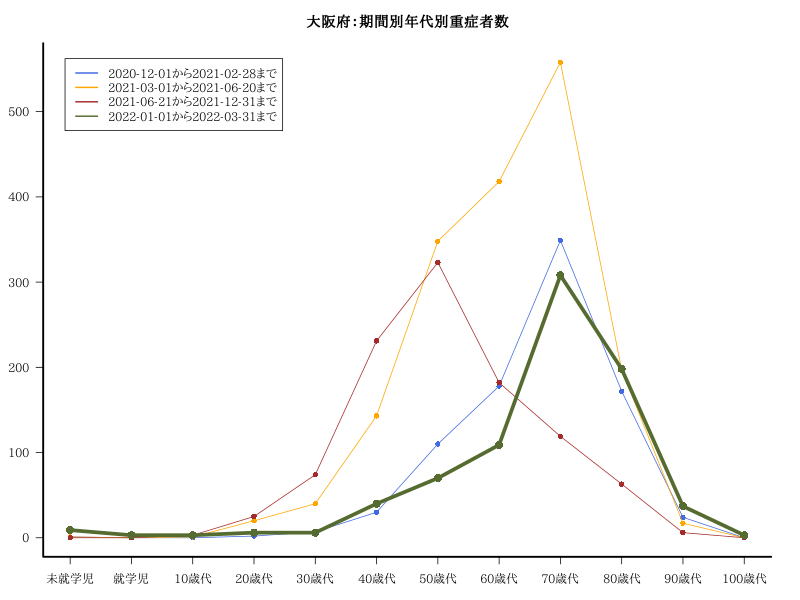 大阪府:期間別年代別重症者数
2020-12-01から2021-02-28まで
2021-03-01から2021-06-20まで
2021-06-21から2021-12-31まで
2022-01-01から2022-03-31まで
500
400
300
200
100
0
未就学児 就学児 10歳代 20歳代 30歳代 40歳代 50歳代 60歳代 70歳代 80歳代 90歳代 100歳代